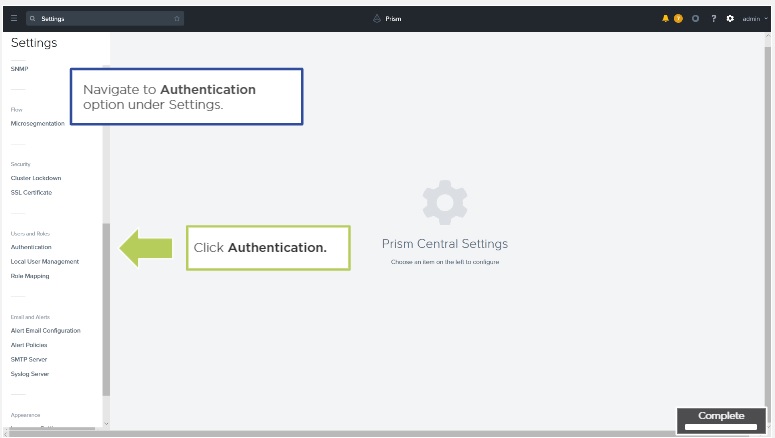 Settings
Prism
?
admin
Settings
SNMP
Navigate to Authentication
option under Settings.
Flow
Microsegmentation
Security
Cluster Lockdown
SSL Certificate
Users and Roles
Authentication
Local User Management
Role Mapping
Click Authentication.
Prism Central Settings
Choose an item on the left to configure
Email and Alerts
Alert Email Configuration
Alert Policies
SMTP Server
Syslog Server
Appearance
Complete